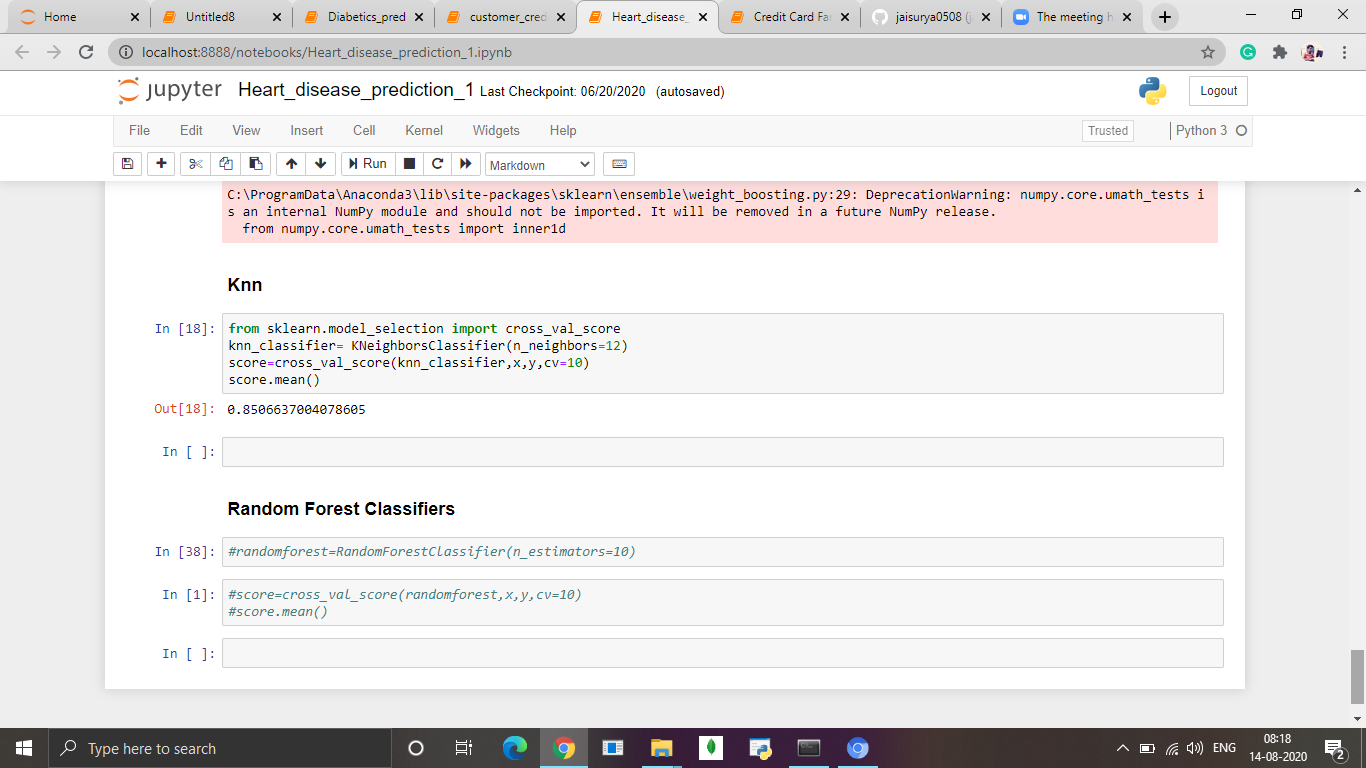 Home
Untitled8
Diabetics_pred
customer_cred
Heart_disease_
Credit Card Fa
jaisurya0508 (j
The meeting h
localhost:8888/notebooks/Heart_disease_prediction_1.ipynb
jupyter Heart_disease_prediction_1 Last Checkpoint: 06/20/2020 (autosaved)
Logout
File Edit View Insert Cell Kernel Widgets Help
Trusted
Python 3
Run
Markdown
C:\ProgramData\Anaconda3\lib\site-packages\sklearn\ensemble\weight_boosting.py:29: DeprecationWarning: numpy.core.umath_tests i
s an internal NumPy module and should not be imported. It will be removed in a future NumPy release.
from numpy.core.umath_tests import inner1d
Knn
In [18]:
from sklearn.model_selection import cross_val_score
knn_classifier= KNeighborsClassifier(n_neighbors=12)
score=cross_val_score(knn_classifier,x,y,cv=10)
score.mean()
Out[18]: 0.8506637004078605
In [ ]:
Random Forest Classifiers
In [38]: #randomforest=RandomForestClassifier(n_estimators=10)
In [1]: #score=cross_val_score(randomforest,x,y,cv=10)
#score.mean()
In [ ]:
Type here to search
ENG
08:18
14-08-2020
2